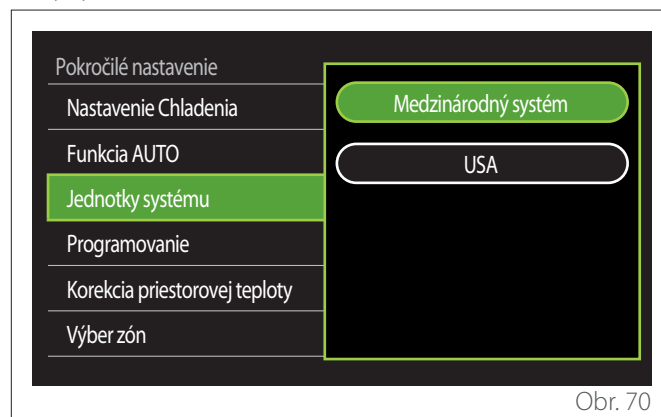 Pokročilé nastavenie
Nastavenie Chladenia
Funkcia AUTO
Jednotky systému
Programovanie
Korekcia priestorovej teploty
Výber zón
Medzinárodný systém
USA
Obr. 70